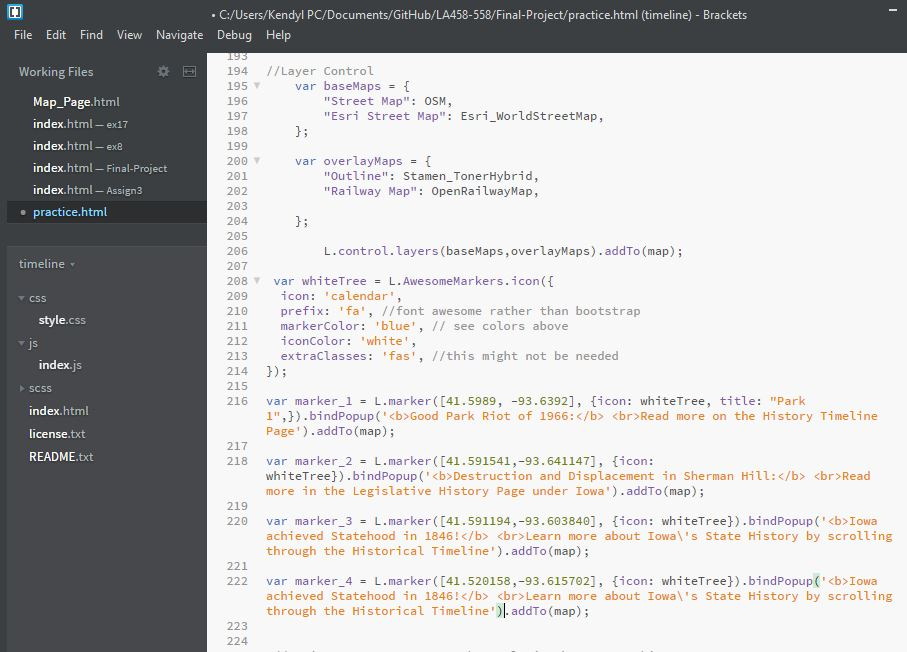 • C:/Users/Kendyl PC/Documents/GitHub/LA458-558/Final-Project/practice.html (timeline) - Brackets
File Edit Find View Navigate Debug Help
Working Files
Map_Page.html
index.html — ex17
index.html — ex8
index.html — Final-Project
index.html — Assign3
practice.html
timeline
css
style.css
js
index.js
scss
index.html
license.txt
README.txt
193
194 //Layer Control
195 var baseMaps = {
196 "Street Map": OSM,
197 "Esri Street Map": Esri_WorldStreetMap,
198 };
199
200 var overlayMaps = {
201 "Outline": Stamen_TonerHybrid,
202 "Railway Map": OpenRailwayMap,
203
204 };
205
206 L.control.layers(baseMaps,overlayMaps).addTo(map);
207
208 var whiteTree = L.AwesomeMarkers.icon({
209 icon: 'calendar',
210 prefix: 'fa', //font awesome rather than bootstrap
211 markerColor: 'blue', // see colors above
212 iconColor: 'white',
213 extraClasses: 'fas', //this might not be needed
214 });
215
216 var marker_1 = L.marker([41.5989, -93.6392], {icon: whiteTree, title: "Park
1",}).bindPopup('<b>Good Park Riot of 1966:</b> <br>Read more on the History Timeline
Page').addTo(map);
217
218 var marker_2 = L.marker([41.591541,-93.641147], {icon:
whiteTree}).bindPopup('<b>Destruction and Displacement in Sherman Hill:</b> <br>Read
more in the Legislative History Page under Iowa').addTo(map);
219
220 var marker_3 = L.marker([41.591194,-93.603840], {icon: whiteTree}).bindPopup('<b>Iowa
achieved Statehood in 1846!</b> <br>Learn more about Iowa\'s State History by scrolling
through the Historical Timeline').addTo(map);
221
222 var marker_4 = L.marker([41.520158,-93.615702], {icon: whiteTree}).bindPopup('<b>Iowa
achieved Statehood in 1846!</b> <br>Learn more about Iowa\'s State History by scrolling
through the Historical Timeline').addTo(map);
223
224